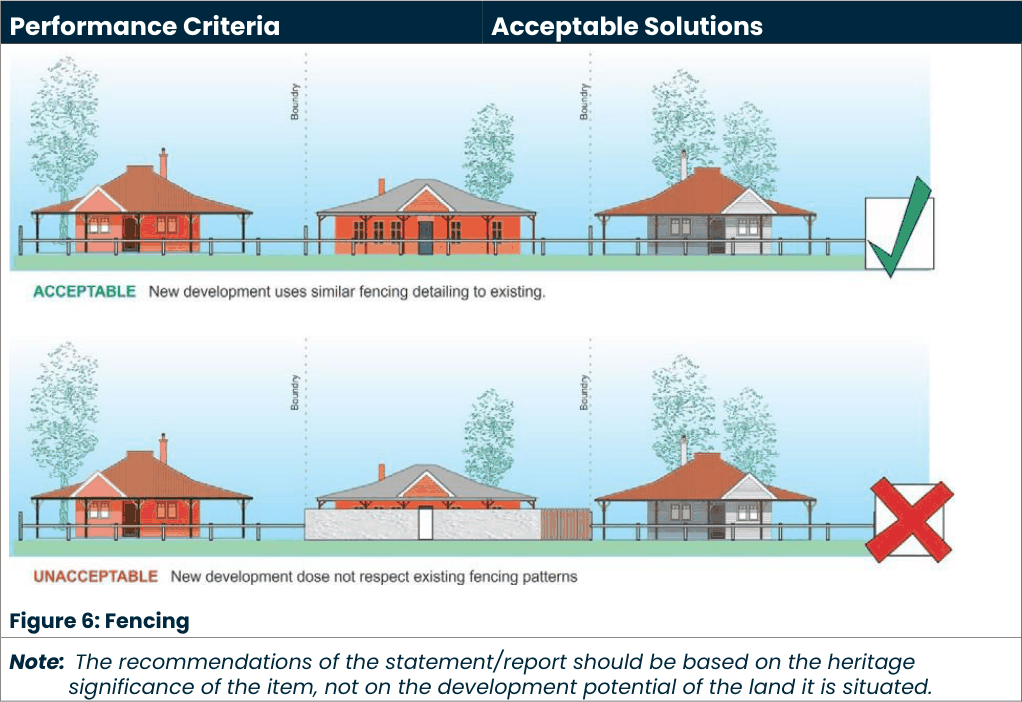 Performance Criteria
Acceptable Solutions
Boundry
Boundry
ACCEPTABLE New development uses similar fencing detailing to existing.
Boundry
Boundry
UNACCEPTABLE New development dose not respect existing fencing patterns
Figure 6: Fencing
Note: The recommendations of the statement/report should be based on the heritage
significance of the item, not on the development potential of the land it is situated.